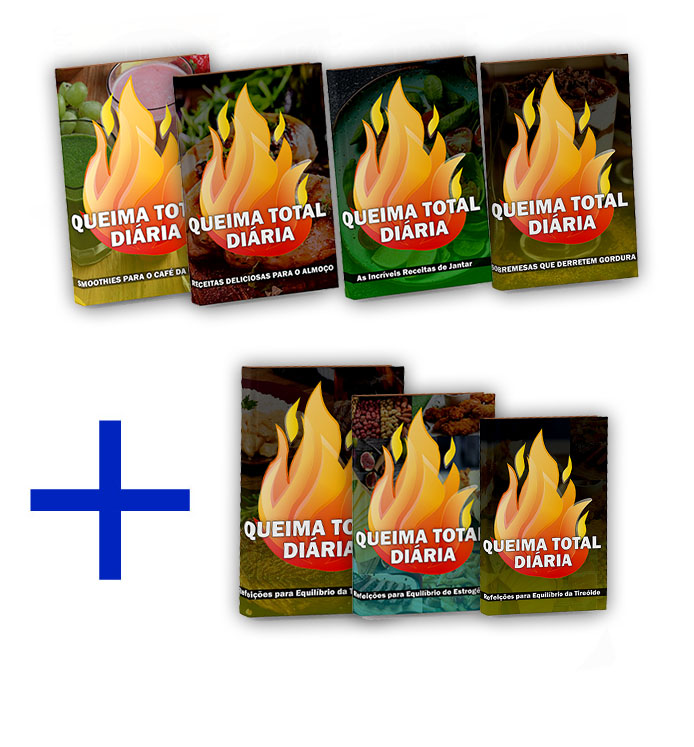 QUEIMA TOTAL
DIÁRIA
SMOOTHIES PARA O CAFÉ DA
QUEIMA TOTAL
DIÁRIA
RECEITAS DELICIOSAS PARA O ALMOÇO
QUEIMA TOTAL
DIÁRIA
As Incríveis Receitas de Jantar
QUEIMA TOTAL
DIÁRIA
SOBREMESAS QUE DERRETEM GORDURA
QUEIMA TO
DIÁRIA
Refeições para Equilíbrio da
QUEIMA TOTAL
DIÁRIA
Refeições para Equilíbrio de Estrogê
QUEIMA TOTAL
DIÁRIA
Refeições para Equilíbrio da Tireóide